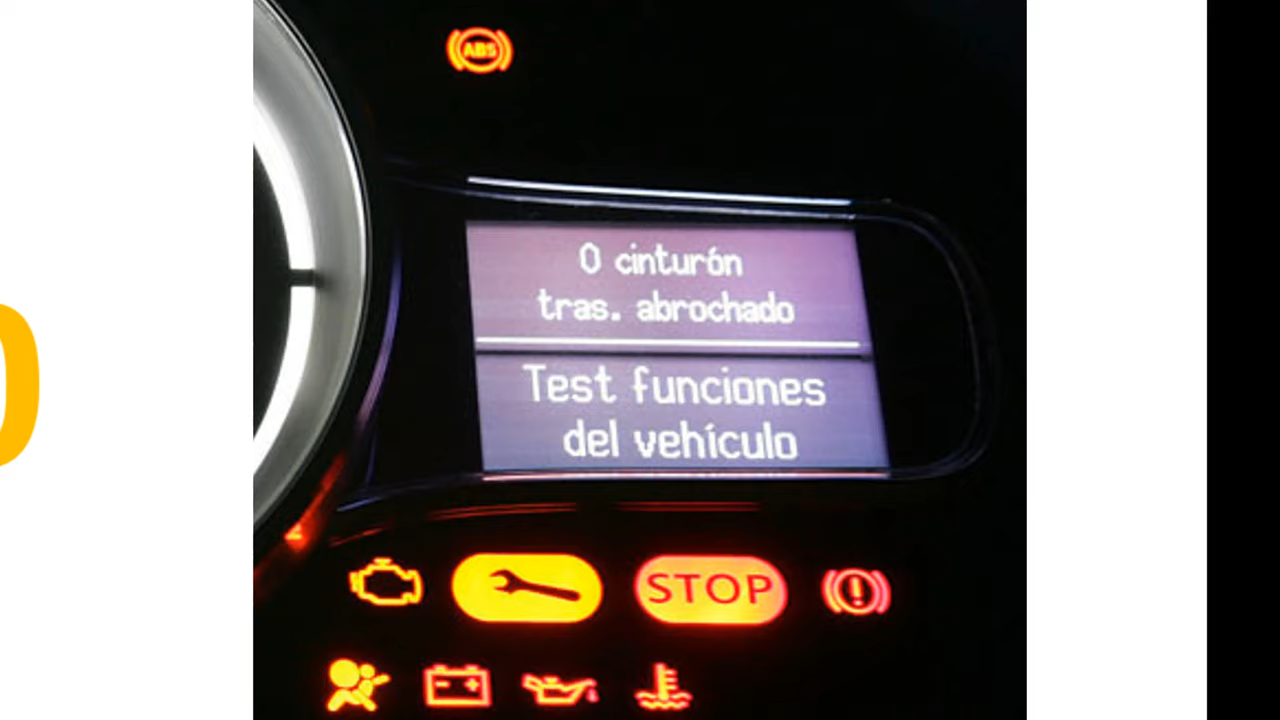 ABS
0 cinturón
tras. abrochado
Test funciones
del vehículo
STOP